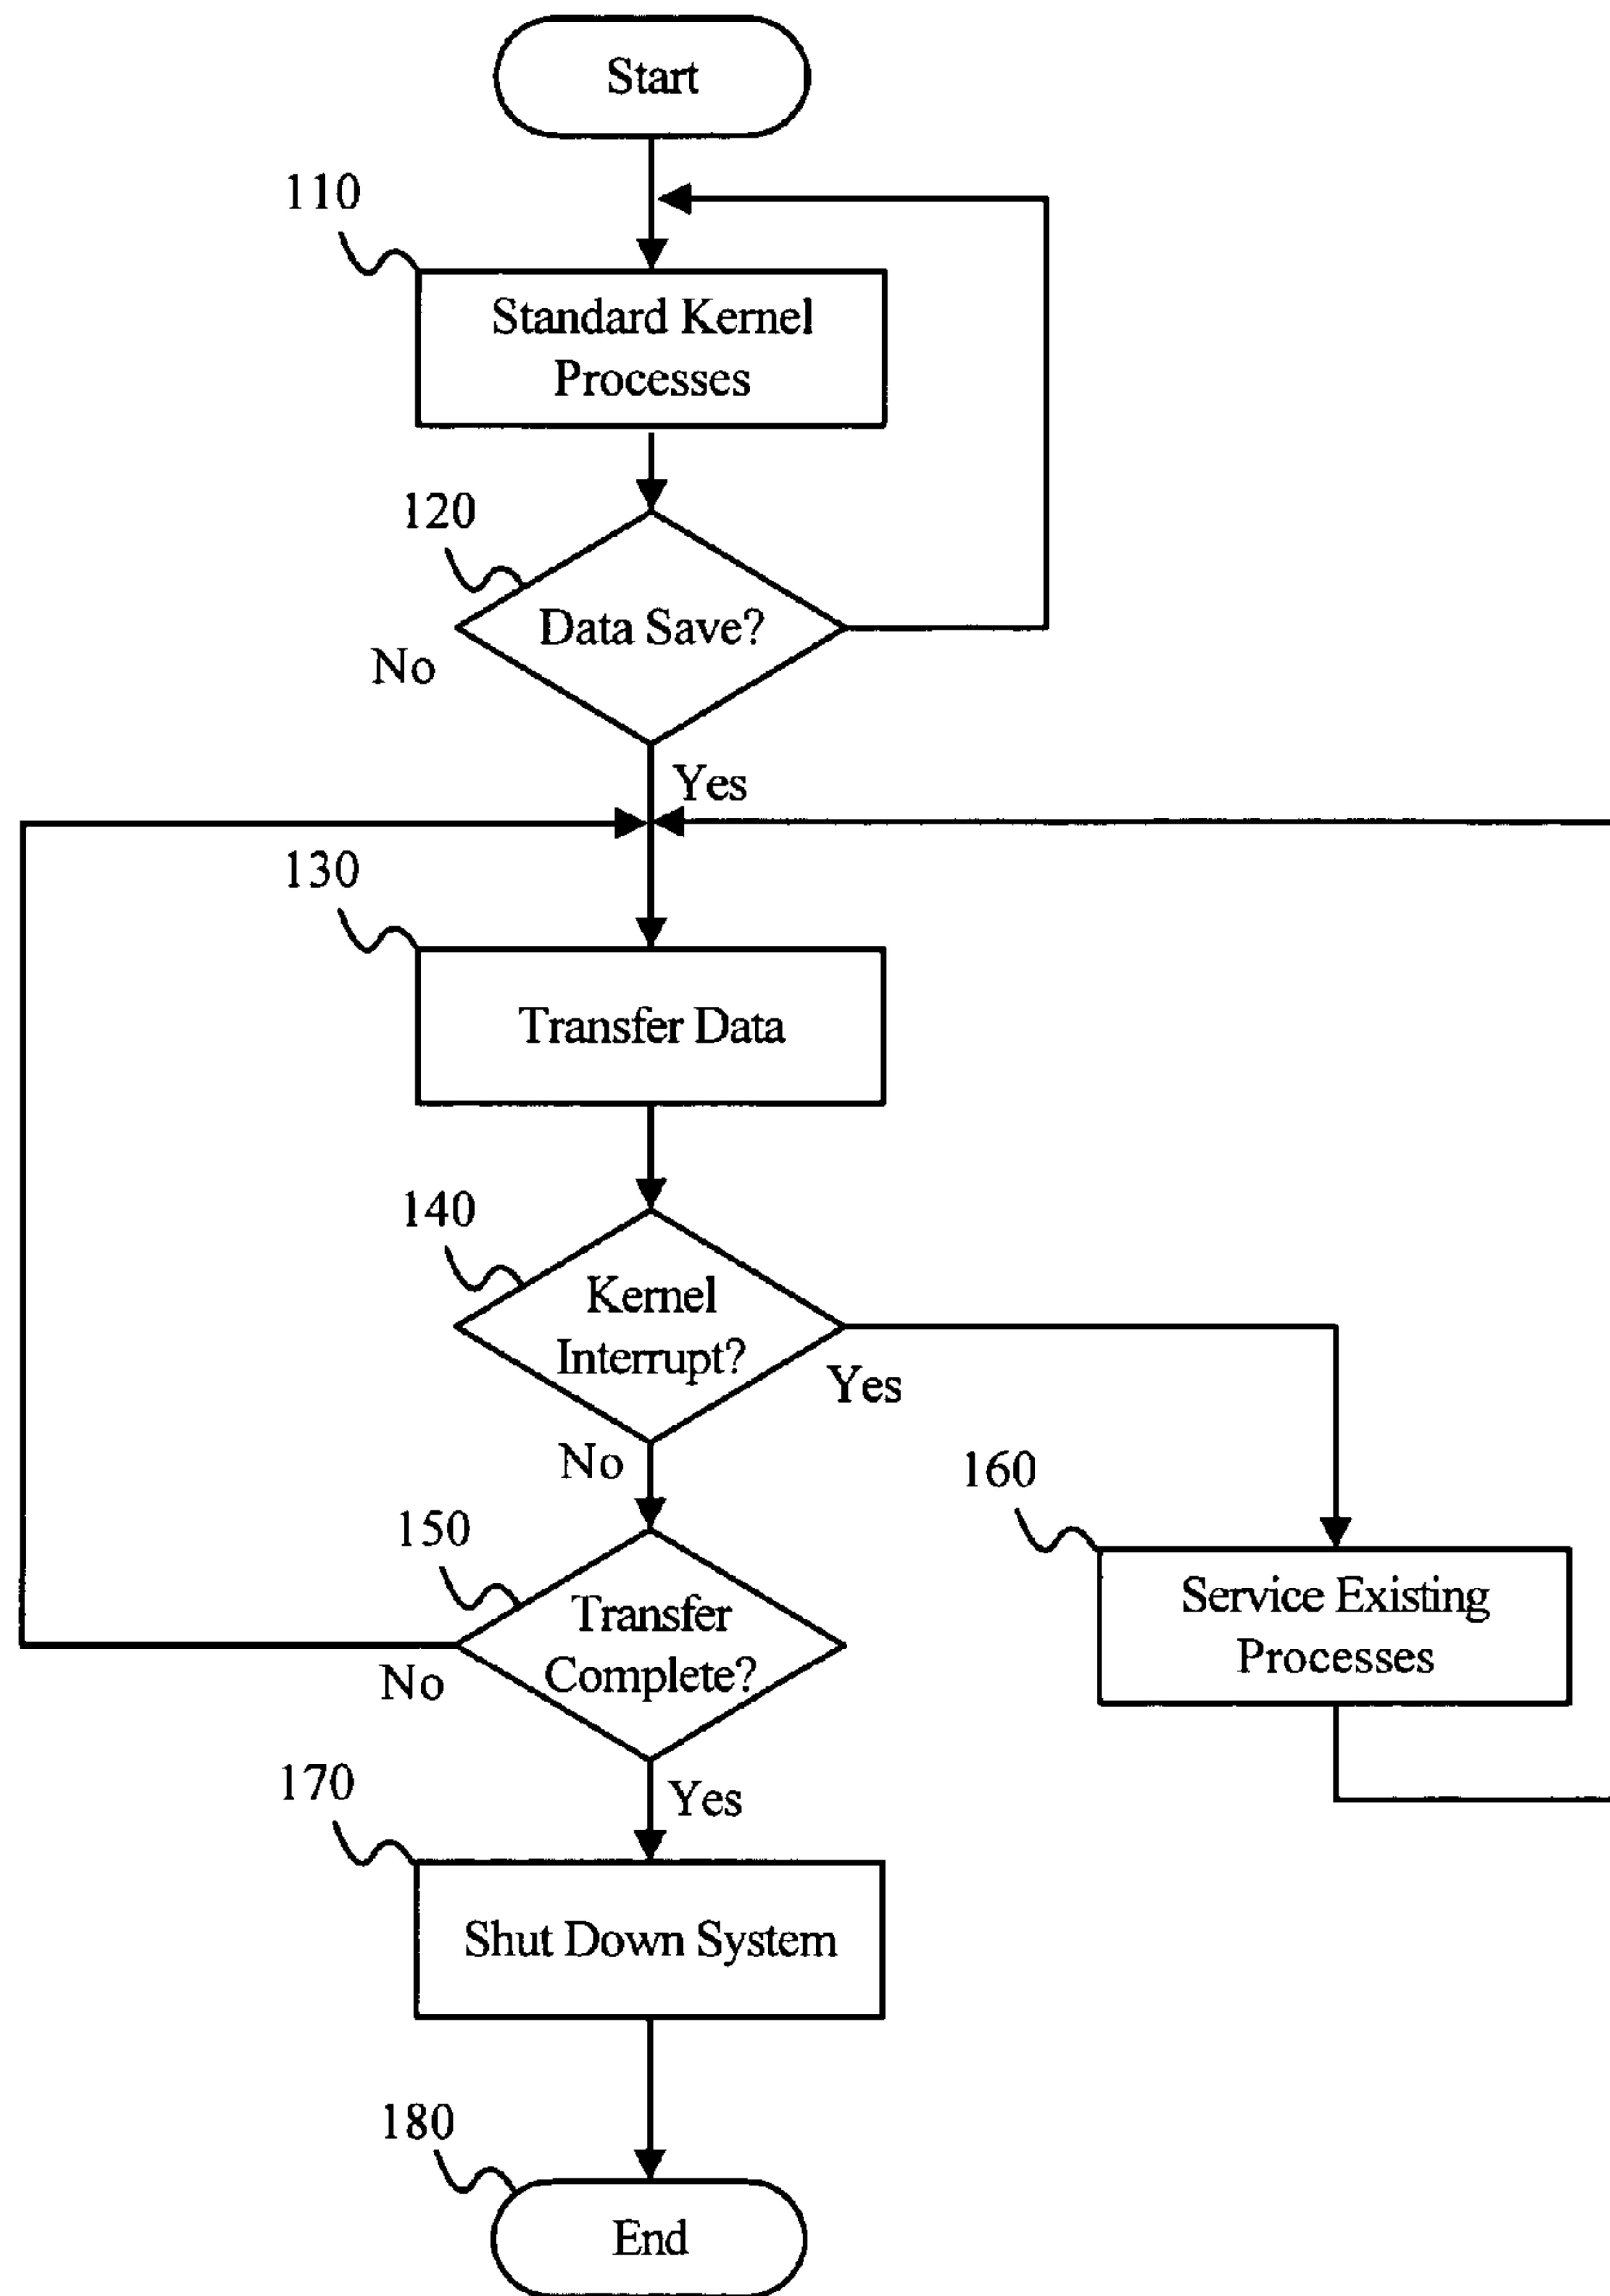 Start
110
Standard Kernel
Processes
120
Data Save?
No
Yes
130
Transfer Data
140
Kernel
Interrupt?
Yes
No
160
150
Service Existing
Processes
Transfer
Complete?
No
170
Yes
Shut Down System
180
End